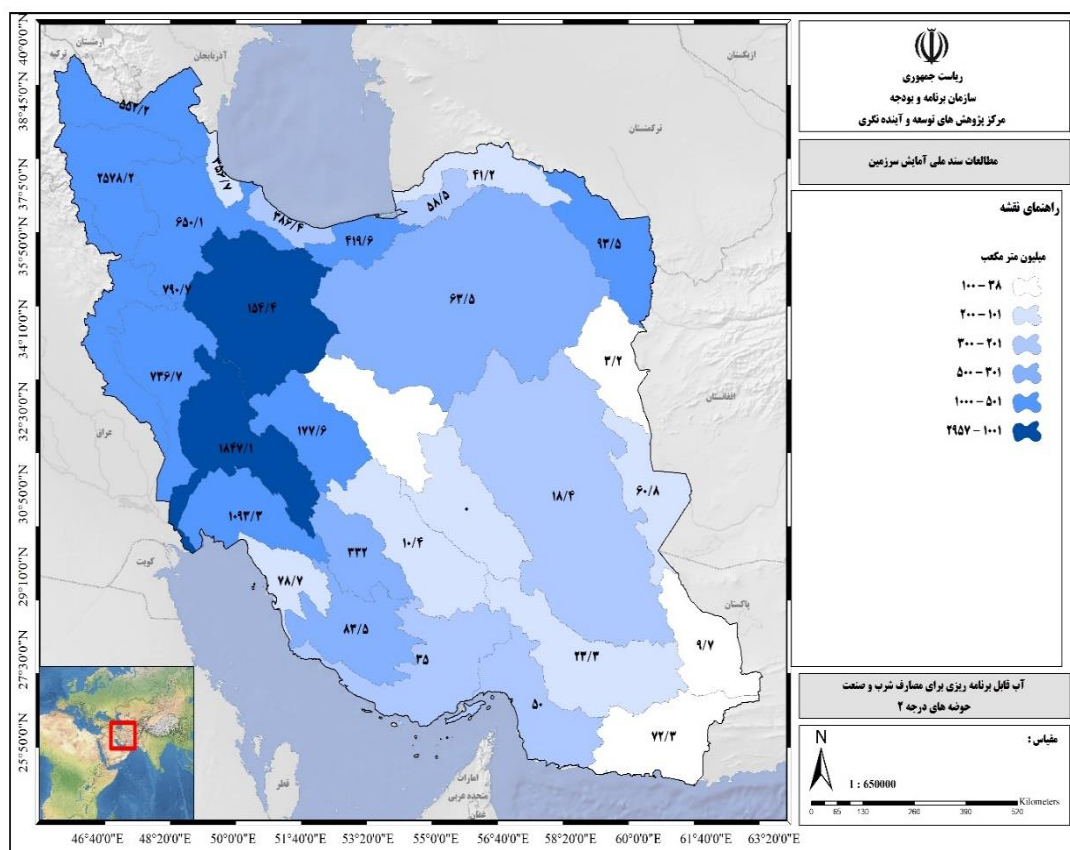 ریاست جمهوری
سازمان برنامه و بودجه
مرکز پژوهش های توسعه و آینده نگری
مطالعات سند ملی آمایش سرزمین
راهنمای نقشه
میلیون متر مکعب
۱۰۰ – ۳۸
۲۰۰ – ۱۰۱
۳۰۰ – ۲۰۱
۵۰۰ – ۳۰۱
۱۰۰۰ – ۵۰۱
۲۹۵۷ – ۱۰۰۱
آب قابل برنامه ریزی برای مصارف شرب و صنعت
حوضه های درجه ۲
مقیاس :
N
1 : 650000
Kilometers
0 65 130 260 390 520
ارمنستان
ترکیه
آذربایجان
ازبکستان
ترکمنستان
افغانستان
پاکستان
عراق
کویت
قطر
امارات
متحده عربی
عمان
۵۵۲/۲
۲۵۷۸/۲
۶۵۰/۱
۳۸۶/۴
۴۱۹/۶
۵۸/۵
۴۱/۲
۹۳/۵
۷۹۰/۷
۱۵۴/۴
۶۳/۵
۳/۲
۷۳۶/۷
۱۷۷/۶
۱۸۴۷/۱
۱۸/۴
۶۰/۸
۰
۱۰۹۳/۳
۳۳۲
۱۰/۴
۷۸/۷
۸۳/۵
۳۵
۲۳/۳
۹/۷
۵۰
۷۲/۳
40°0'0"N
38°45'0"N
37°5'0"N
35°50'0"N
34°10'0"N
32°30'0"N
30°50'0"N
29°10'0"N
27°30'0"N
25°50'0"N
46°40'0"E
48°20'0"E
50°0'0"E
51°40'0"E
53°20'0"E
55°0'0"E
56°40'0"E
58°20'0"E
60°0'0"E
61°40'0"E
63°20'0"E